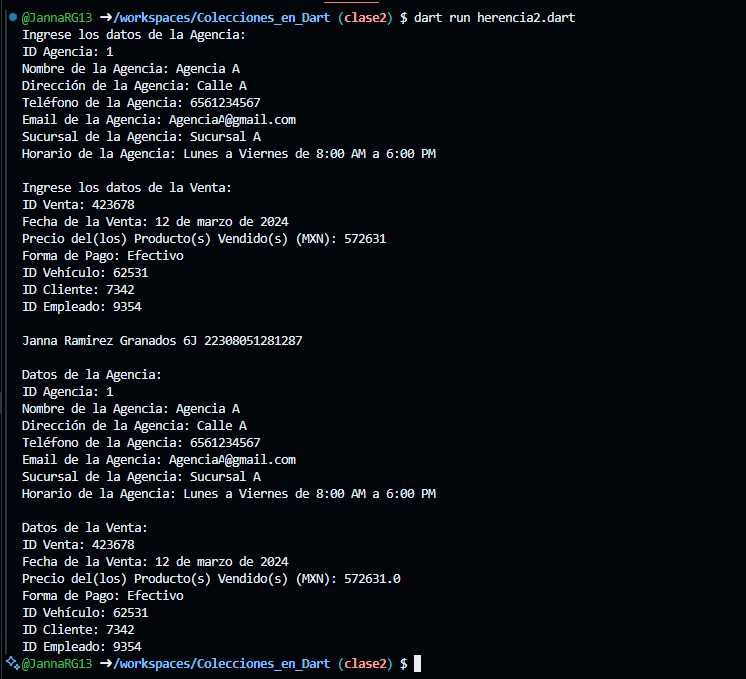 @JannaRG13 ➜/workspaces/Colecciones_en_Dart (clase2) $ dart run herencia2.dart
Ingrese los datos de la Agencia:
ID Agencia: 1
Nombre de la Agencia: Agencia A
Dirección de la Agencia: Calle A
Teléfono de la Agencia: 6561234567
Email de la Agencia: AgenciaA@gmail.com
Sucursal de la Agencia: Sucursal A
Horario de la Agencia: Lunes a Viernes de 8:00 AM a 6:00 PM

Ingrese los datos de la Venta:
ID Venta: 423678
Fecha de la Venta: 12 de marzo de 2024
Precio del(los) Producto(s) Vendido(s) (MXN): 572631
Forma de Pago: Efectivo
ID Vehículo: 62531
ID Cliente: 7342
ID Empleado: 9354

Janna Ramirez Granados 6J 22308051281287

Datos de la Agencia:
ID Agencia: 1
Nombre de la Agencia: Agencia A
Dirección de la Agencia: Calle A
Teléfono de la Agencia: 6561234567
Email de la Agencia: AgenciaA@gmail.com
Sucursal de la Agencia: Sucursal A
Horario de la Agencia: Lunes a Viernes de 8:00 AM a 6:00 PM

Datos de la Venta:
ID Venta: 423678
Fecha de la Venta: 12 de marzo de 2024
Precio del(los) Producto(s) Vendido(s) (MXN): 572631.0
Forma de Pago: Efectivo
ID Vehículo: 62531
ID Cliente: 7342
ID Empleado: 9354
@JannaRG13 ➜/workspaces/Colecciones_en_Dart (clase2) $